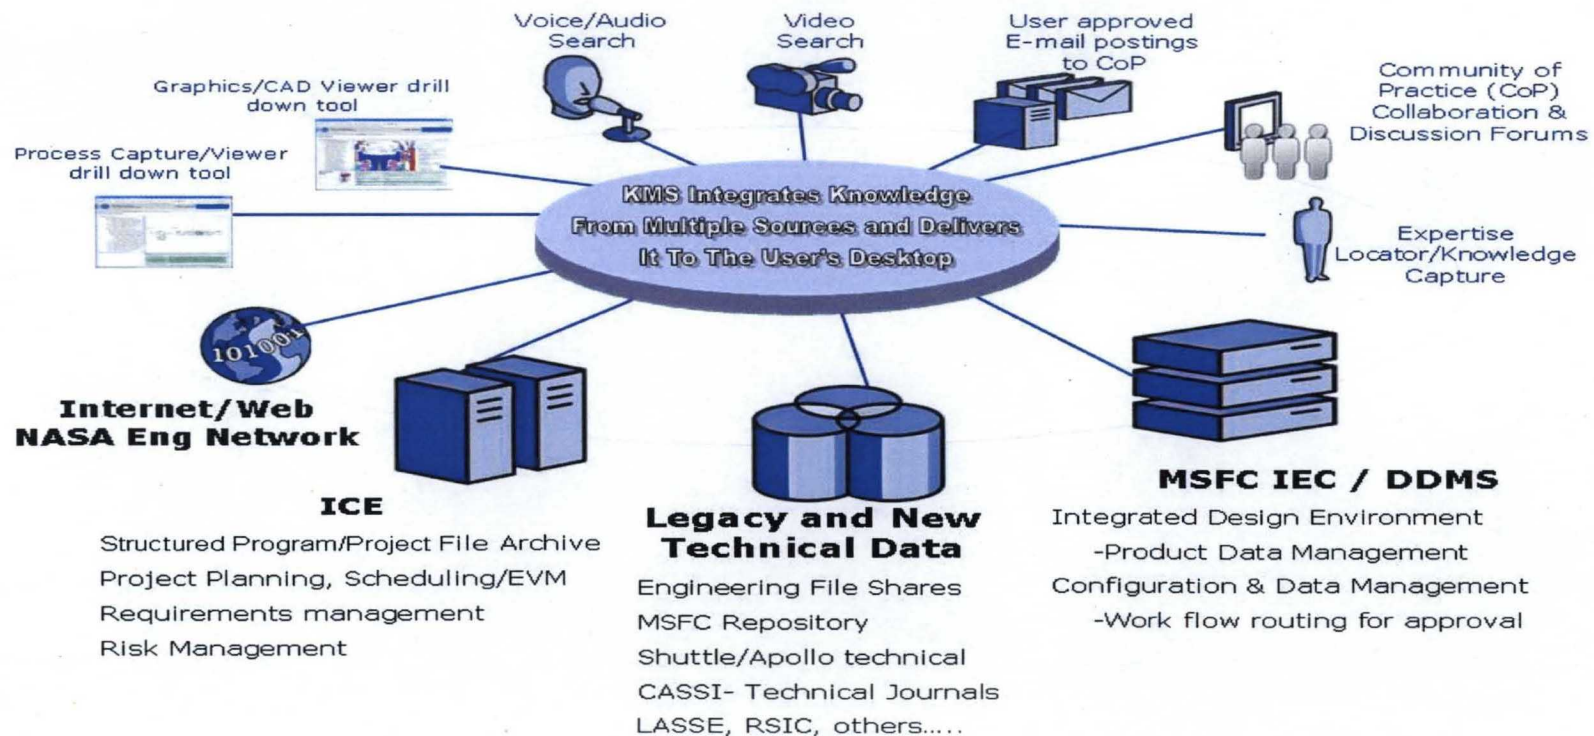 Voice/Audio
Search
Video
Search
User approved
E-mail postings
to CoP
Graphics/CAD Viewer drill
down tool
Community of
Practice (CoP)
Collaboration &
Discussion Forums
Process Capture/Viewer
drill down tool
KMS Integrates Knowledge
From Multiple Sources and Delivers
It To The User's Desktop
Expertise
Locator/Knowledge
Capture
101001
Internet/Web
NASA Eng Network
ICE
Structured Program/Project File Archive
Project Planning, Scheduling/EVM
Requirements management
Risk Management
Legacy and New
Technical Data
Engineering File Shares
MSFC Repository
Shuttle/Apollo technical
CASSI- Technical Journals
LASSE, RSIC, others.....
MSFC IEC / DDMS
Integrated Design Environment
-Product Data Management
Configuration & Data Management
-Work flow routing for approval